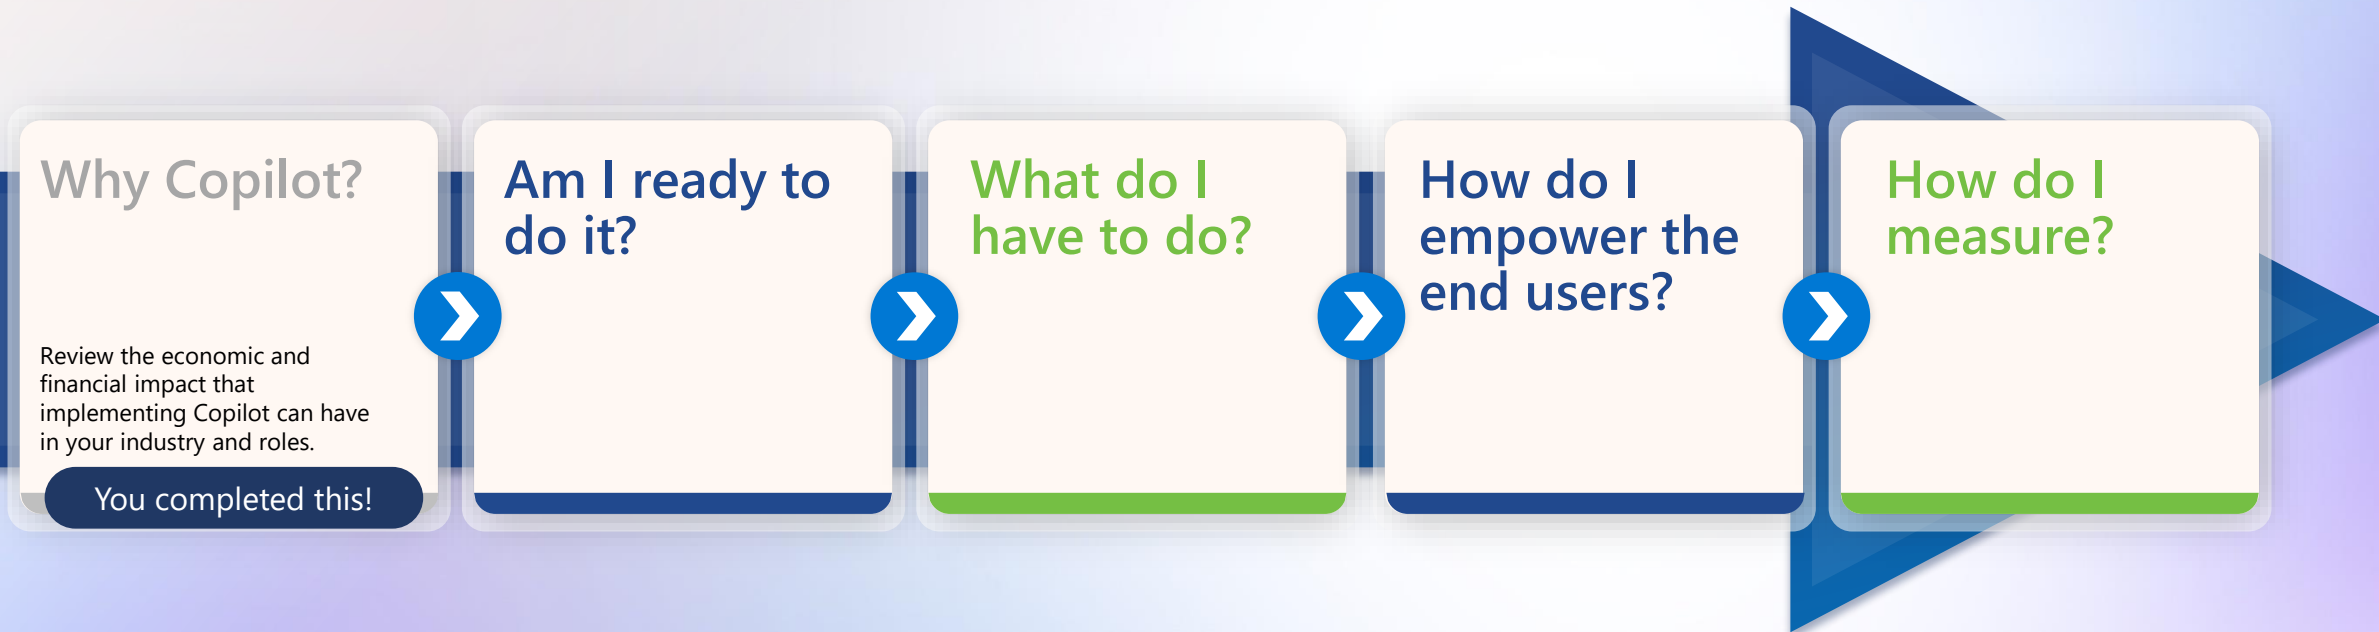 Why Copilot?
Review the economic and
financial impact that
implementing Copilot can have
in your industry and roles.
You completed this!
Am I ready to
do it?
What do I
have to do?
How do I
empower the
end users?
How do I
measure?